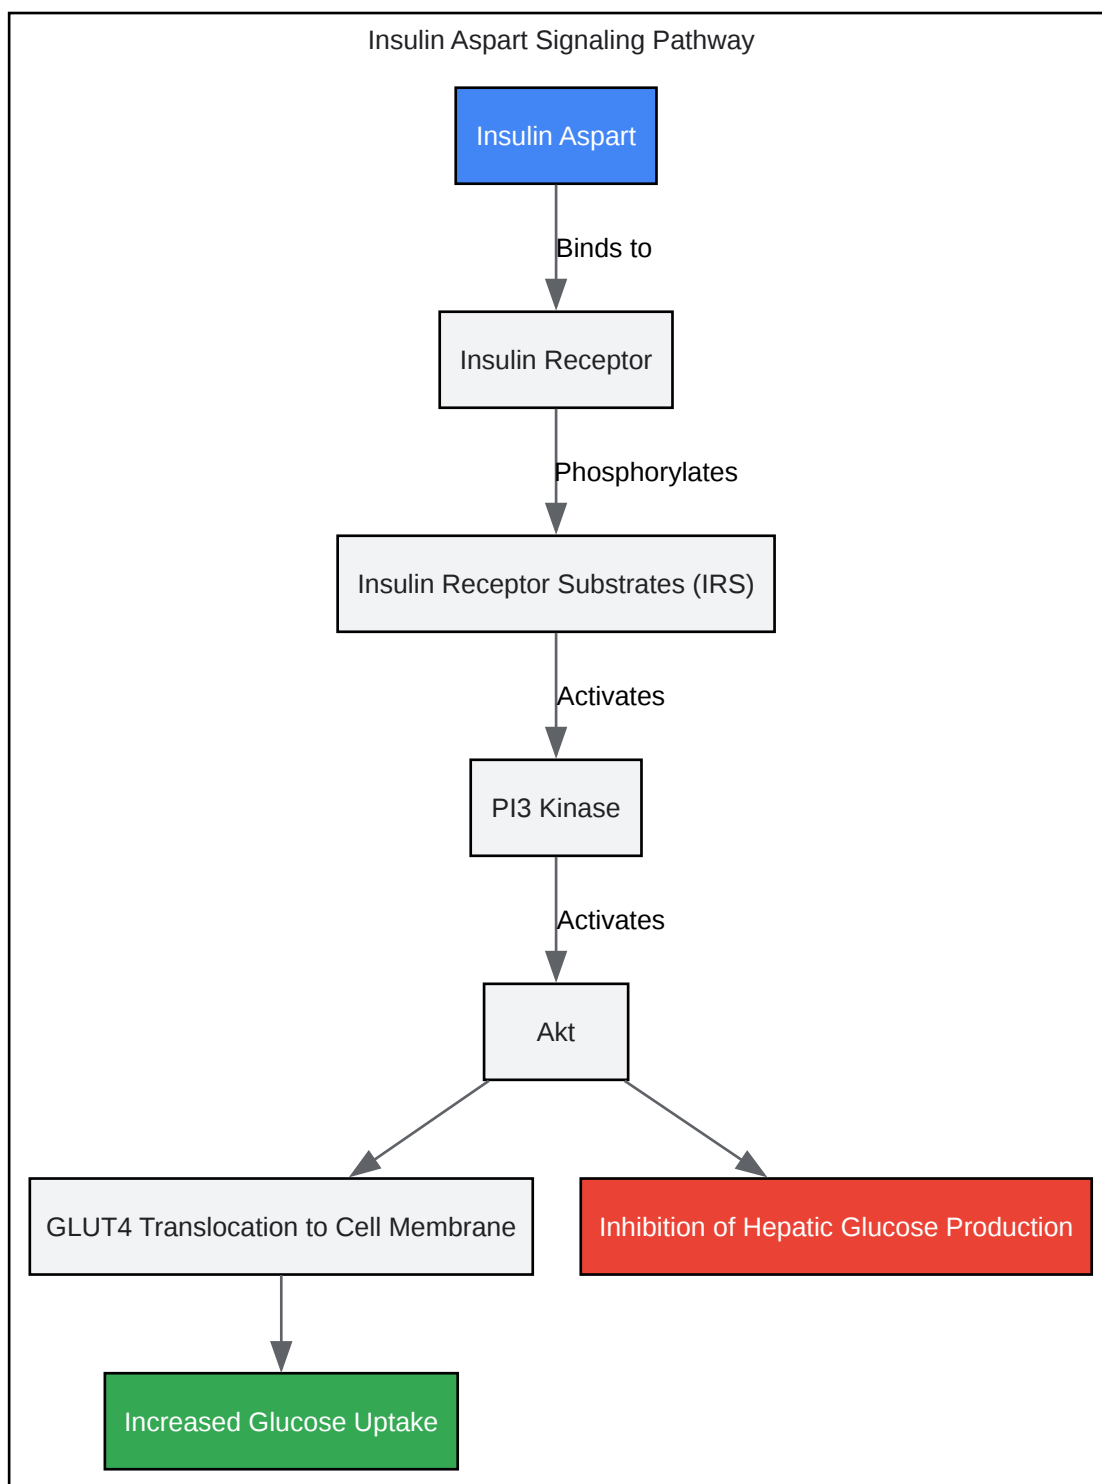 Insulin Aspart Signaling Pathway
Insulin Aspart
Binds to
Insulin Receptor
Phosphorylates
Insulin Receptor Substrates (IRS)
Activates
PI3 Kinase
Activates
Akt
GLUT4 Translocation to Cell Membrane
Inhibition of Hepatic Glucose Production
Increased Glucose Uptake